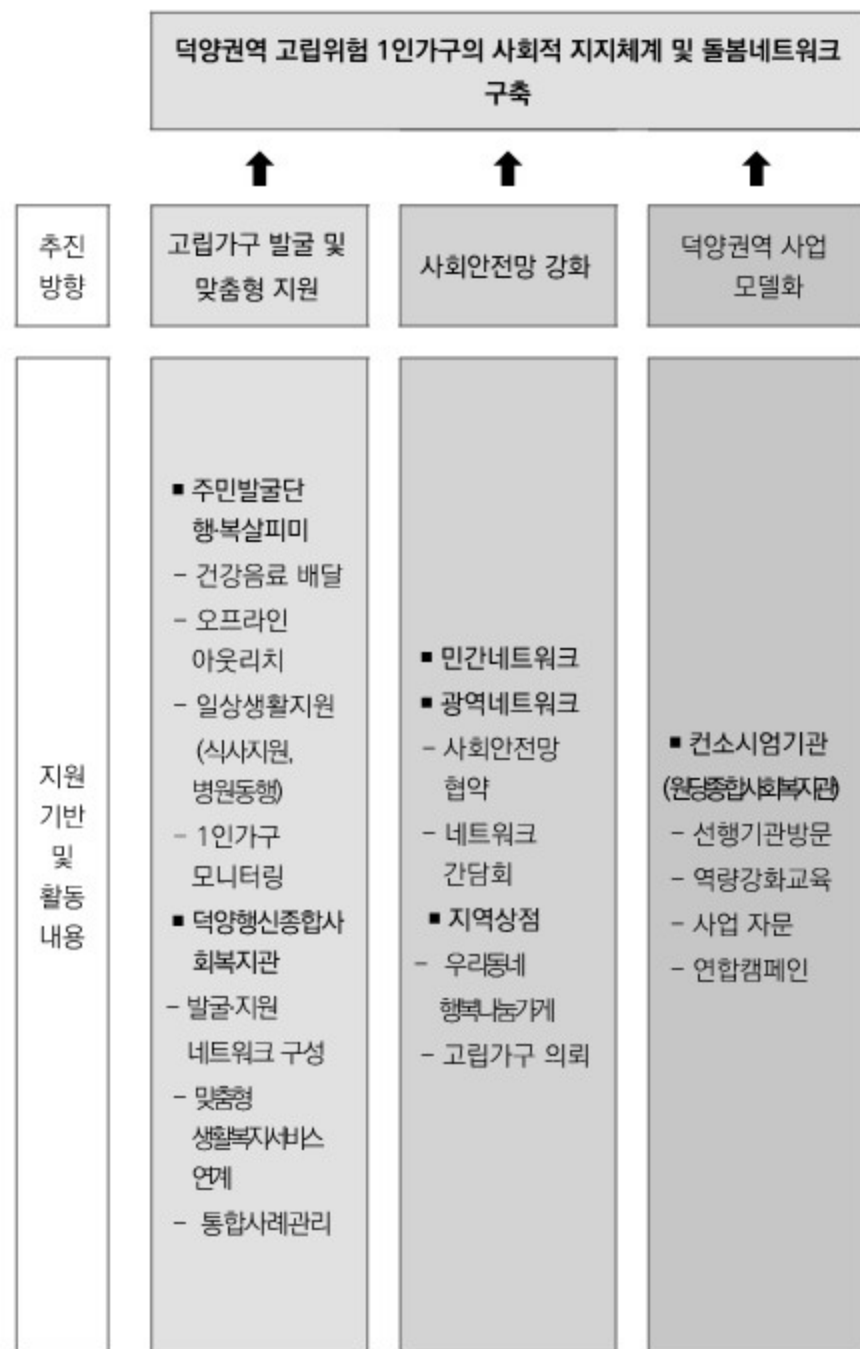 덕양권역 고립위험 1인가구의 사회적 지지체계 및 돌봄네트워크
구축
추진
방향
고립가구 발굴 및
맞춤형 지원
사회안전망 강화
덕양권역 사업
모델화
지원
기반
및
활동
내용
■ 주민발굴단
행·복살피미
- 건강음료 배달
- 오프라인
아웃리치
- 일상생활지원
(식사지원,
병원동행)
- 1인가구
모니터링
■ 덕양행신종합사
회복지관
- 발굴·지원
네트워크 구성
- 맞춤형
생활복지서비스
연계
- 통합사례관리
■ 민간네트워크
■ 광역네트워크
- 사회안전망
협약
- 네트워크
간담회
■ 지역상점
- 우리동네
행복나눔가게
- 고립가구 의뢰
■ 컨소시엄기관
(원당종합사회복지관)
- 선행기관방문
- 역량강화교육
- 사업 자문
- 연합캠페인